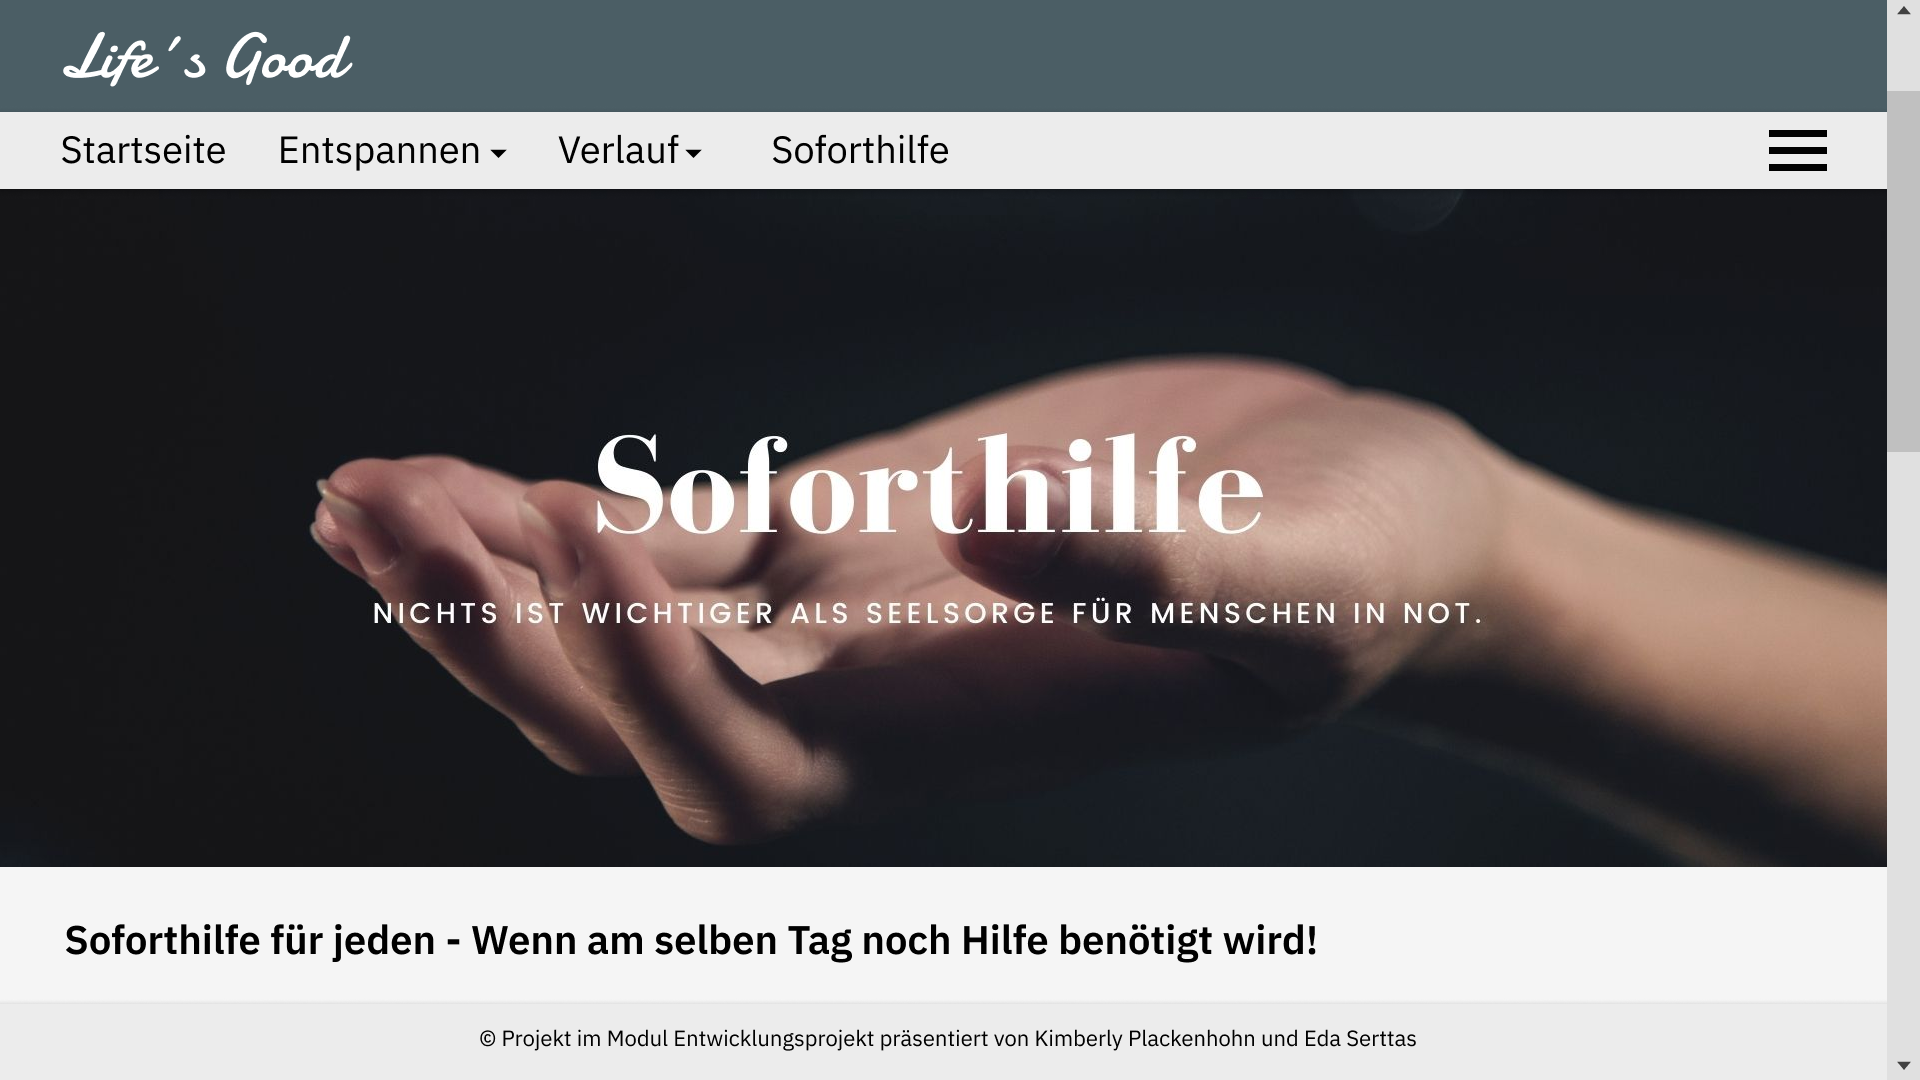 Life´s Good
Startseite Entspannen Verlauf Soforthilfe
Soforthilfe
NICHTS IST WICHTIGER ALS SEELSORGE FÜR MENSCHEN IN NOT.
Soforthilfe für jeden - Wenn am selben Tag noch Hilfe benötigt wird!
© Projekt im Modul Entwicklungsprojekt präsentiert von Kimberly Plackenhohn und Eda Serttas